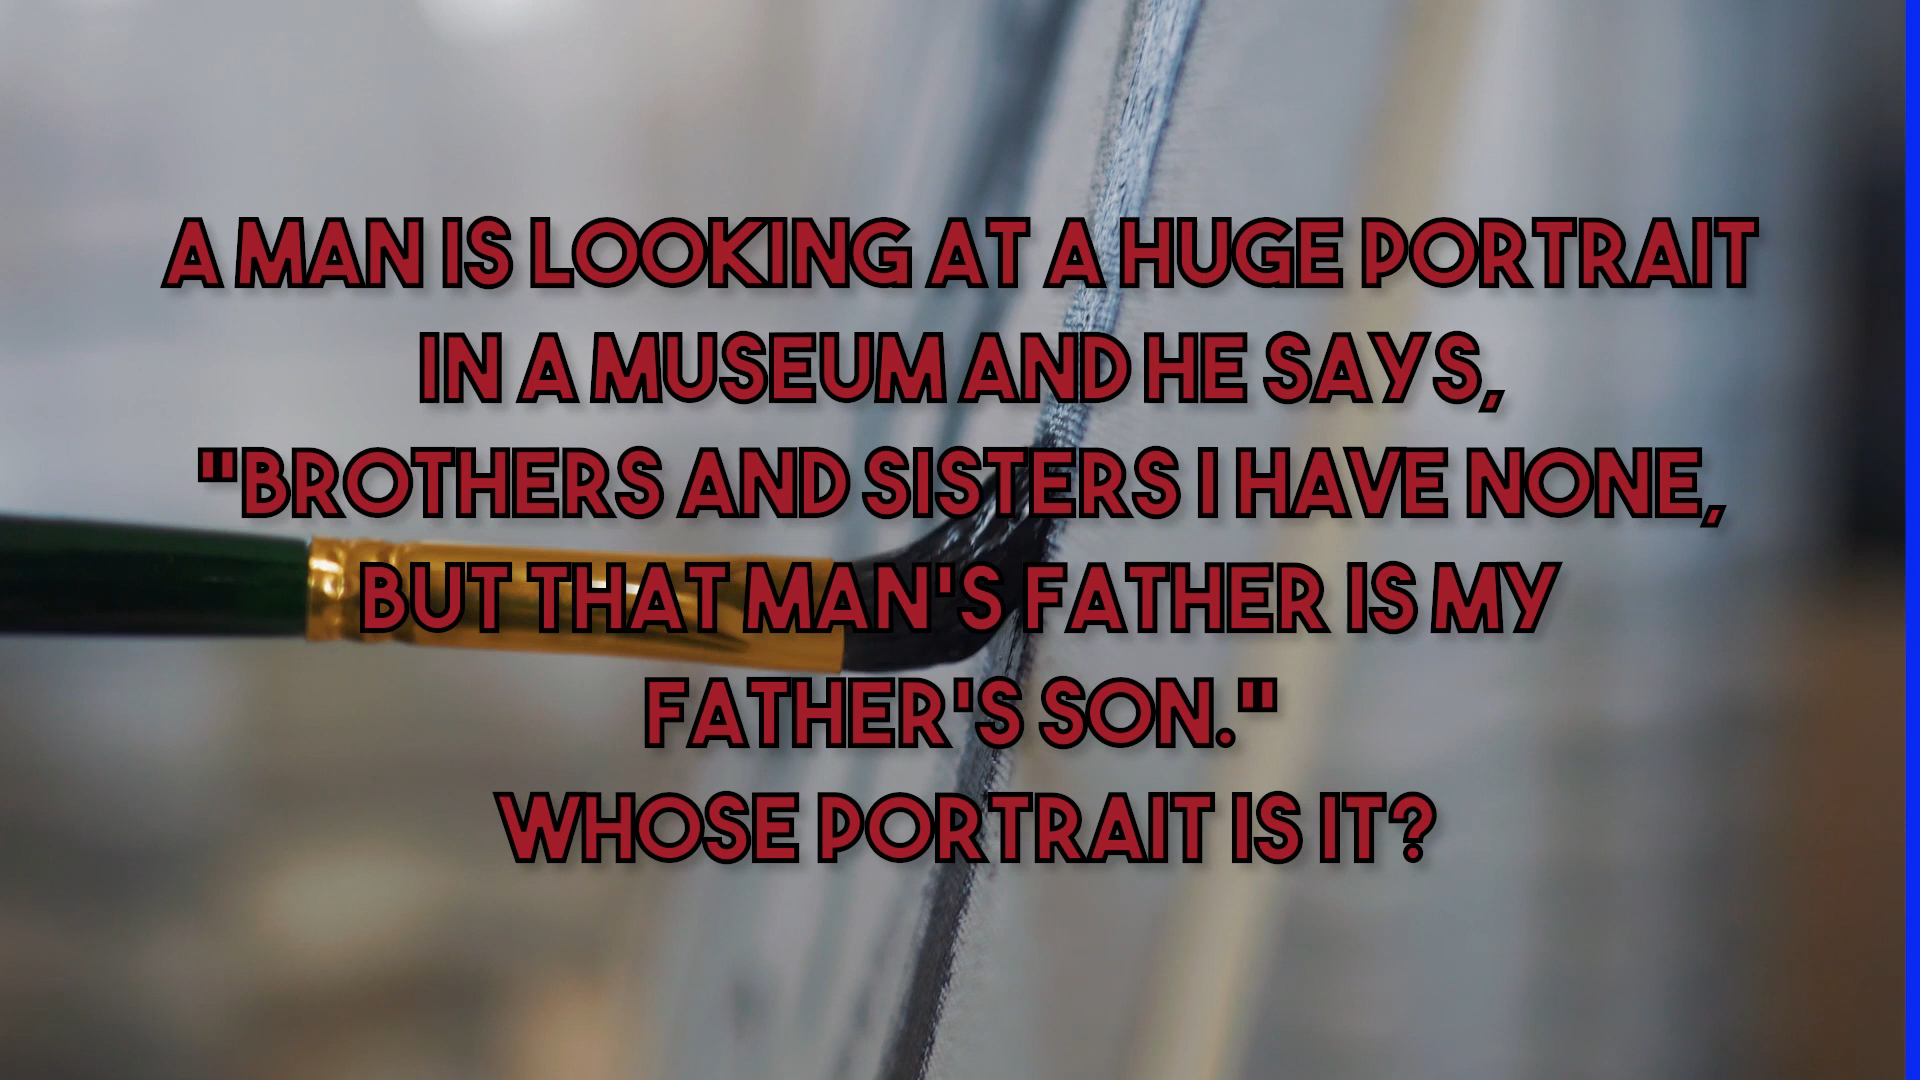 A MAN IS LOOKING AT A HUGE PORTRAIT
IN A MUSEUM AND HE SAYS,
"BROTHERS AND SISTERS I HAVE NONE,
BUT THAT MAN'S FATHER IS MY
FATHER'S SON."
WHOSE PORTRAIT IS IT?